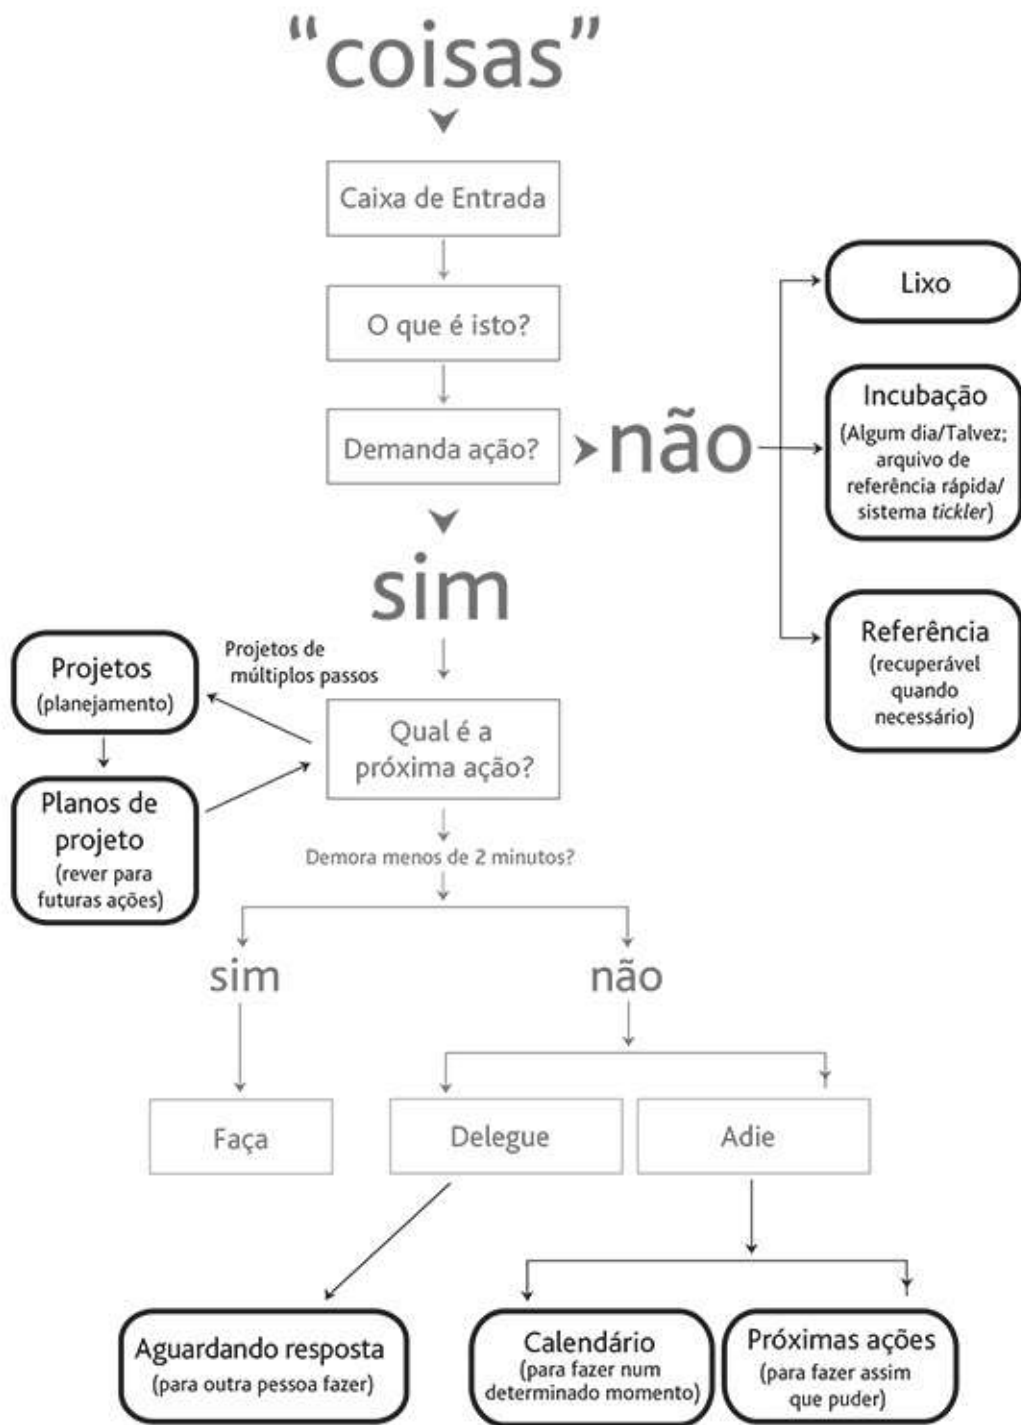 “coisas”
Caixa de Entrada
O que é isto?
Demanda ação?
não
Lixo
Incubação
(Algum dia/Talvez;
arquivo de
referência rápida/
sistema tickler)
Referência
(recuperável
quando
necessário)
sim
Projetos de
múltiplos passos
Projetos
(planejamento)
Planos de
projeto
(rever para
futuras ações)
Qual é a
próxima ação?
Demora menos de 2 minutos?
sim
não
Faça
Delegue
Adie
Aguardando resposta
(para outra pessoa fazer)
Calendário
(para fazer num
determinado momento)
Próximas ações
(para fazer assim
que puder)